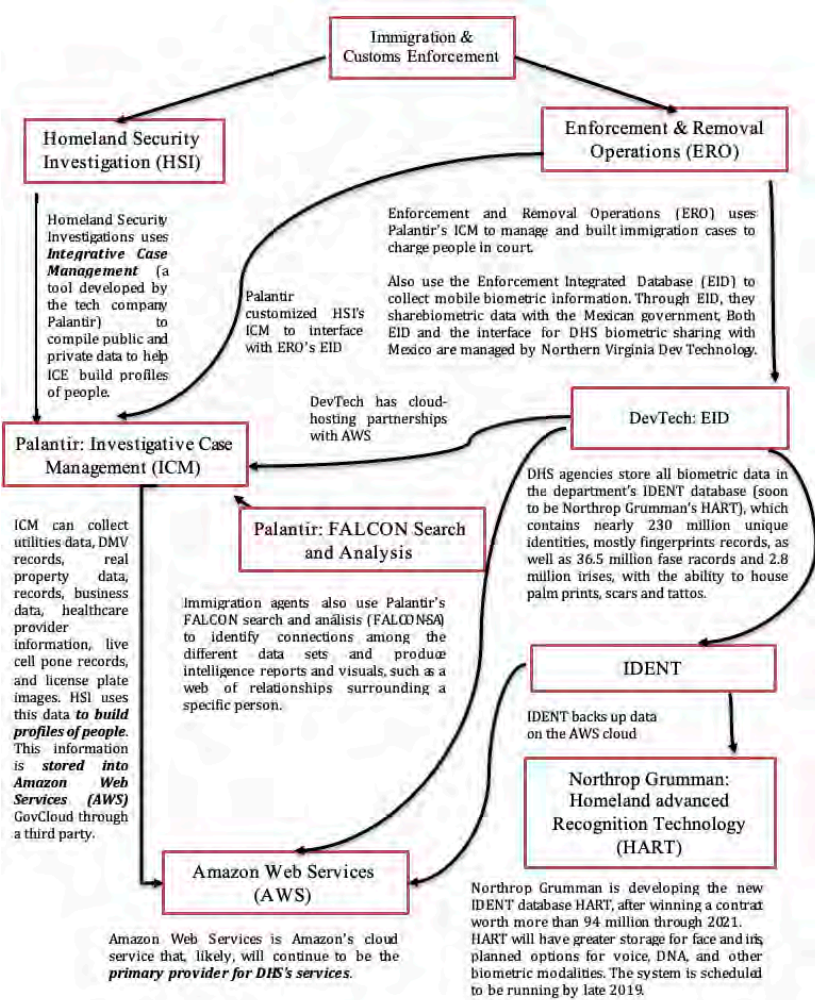 Immigration &
Customs Enforcement
Homeland Security
Investigation (HSI)
Enforcement & Removal
Operations (ERO)
Homeland Security
Investigations uses
Integrative Case
Management (a
tool developed by
the tech company
Palantir) to
compile public and
private data to help
ICE build profiles
of people.
Palantir
customized HSI's
ICM to interface
with ERO's EID
Enforcement and Removal Operations (ERO) uses
Palantir's ICM to manage and built immigration cases to
charge people in court.
Also use the Enforcement Integrated Database (EID) to
collect mobile biometric information. Through EID, they
sharebiometric data with the Mexican government, Both
EID and the interface for DHS biometric sharing with
Mexico are managed by Northern Virginia Dev Technology.
DevTech has cloud-
hosting partnerships
with AWS
DevTech: EID
Palantir: Investigative Case
Management (ICM)
DHS agencies store all biometric data in
the department's IDENT database (soon
to be Northrop Grumman's HART), which
contains nearly 230 million unique
identities, mostly fingerprints records, as
well as 36.5 million fase racords and 2.8
million irises, with the ability to house
palm prints, scars and tattos.
Palantir: FALCON Search
and Analysis
ICM can collect
utilities data, DMV
records, real
property data,
records, business
data, healthcare
provider
information, live
cell pone records,
and license plate
images. HSI uses
this data to build
profiles of people.
This information
is stored into
Amazon Web
Services (AWS)
GovCloud through
a third party.
Immigration agents also use Palantir's
FALCON search and análisis (FALCONSA)
to identify connections among the
different data sets and produce
intelligence reports and visuals, such as a
web of relationships surrounding a
specific person.
IDENT
IDENT backs up data
on the AWS cloud
Northrop Grumman:
Homeland advanced
Recognition Technology
(HART)
Amazon Web Services
(AWS)
Northrop Grumman is developing the new
IDENT database HART, after winning a contract
worth more than 94 million through 2021.
HART will have greater storage for face and iris,
planned options for voice, DNA, and other
biometric modalities. The system is scheduled
to be running by late 2019.
Amazon Web Services is Amazon's cloud
service that, likely, will continue to be the
primary provider for DHS's services.